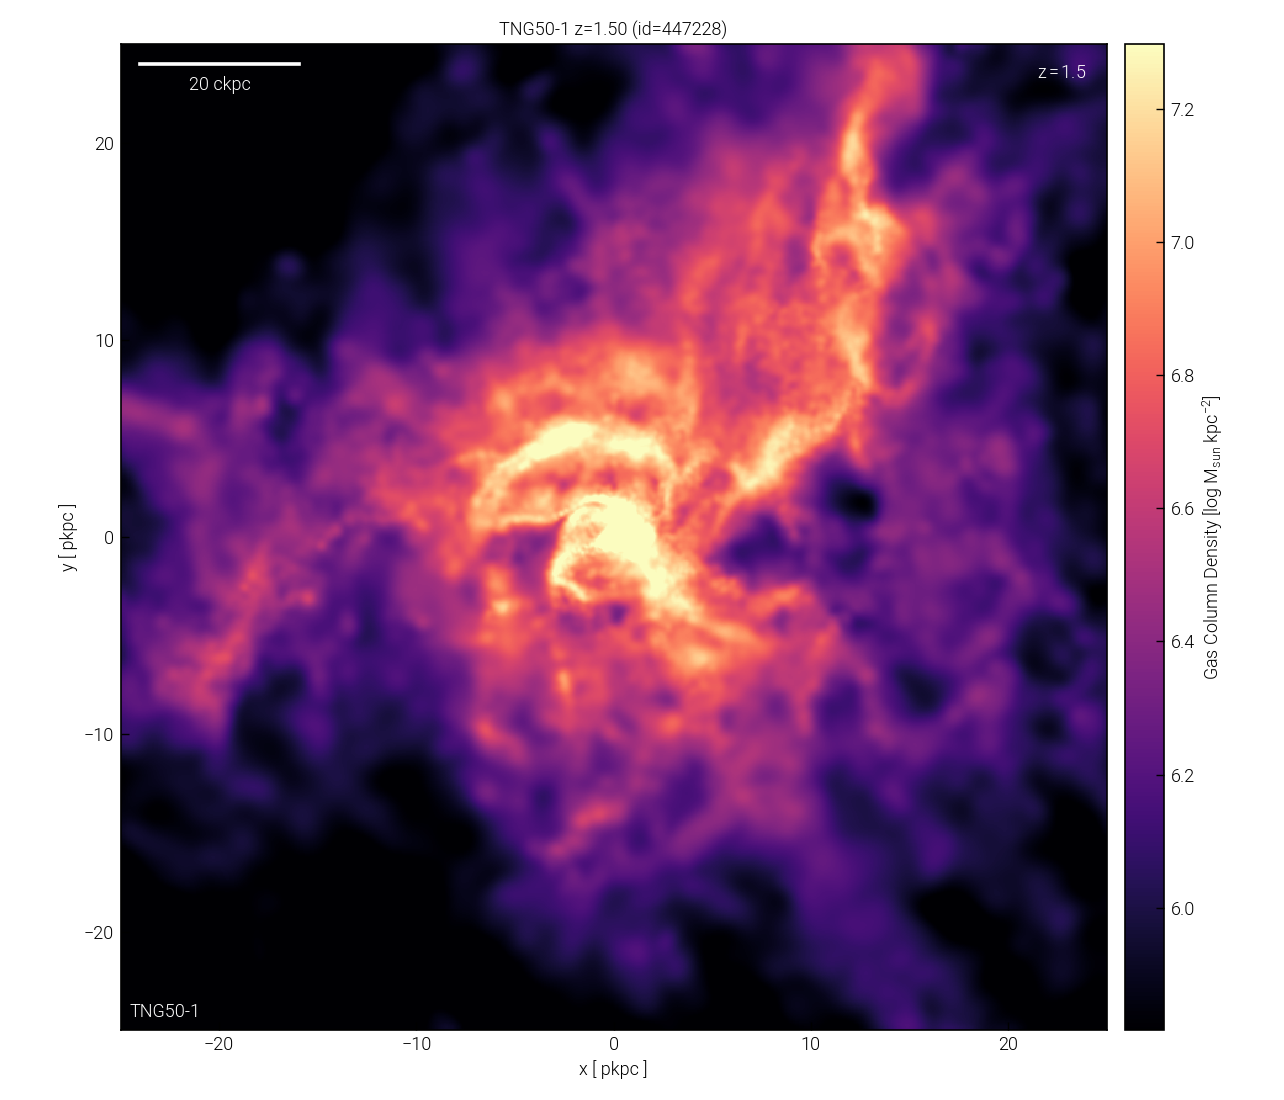 TNG50-1 z=1.50 (id=447228)
20 ckpc
z = 1.5
20
10
0
−10
−20
y [ pkpc ]
TNG50-1
−20
−10
0
10
20
x [ pkpc ]
7.2
7.0
6.8
6.6
6.4
6.2
6.0
Gas Column Density [log M_sun kpc⁻²]